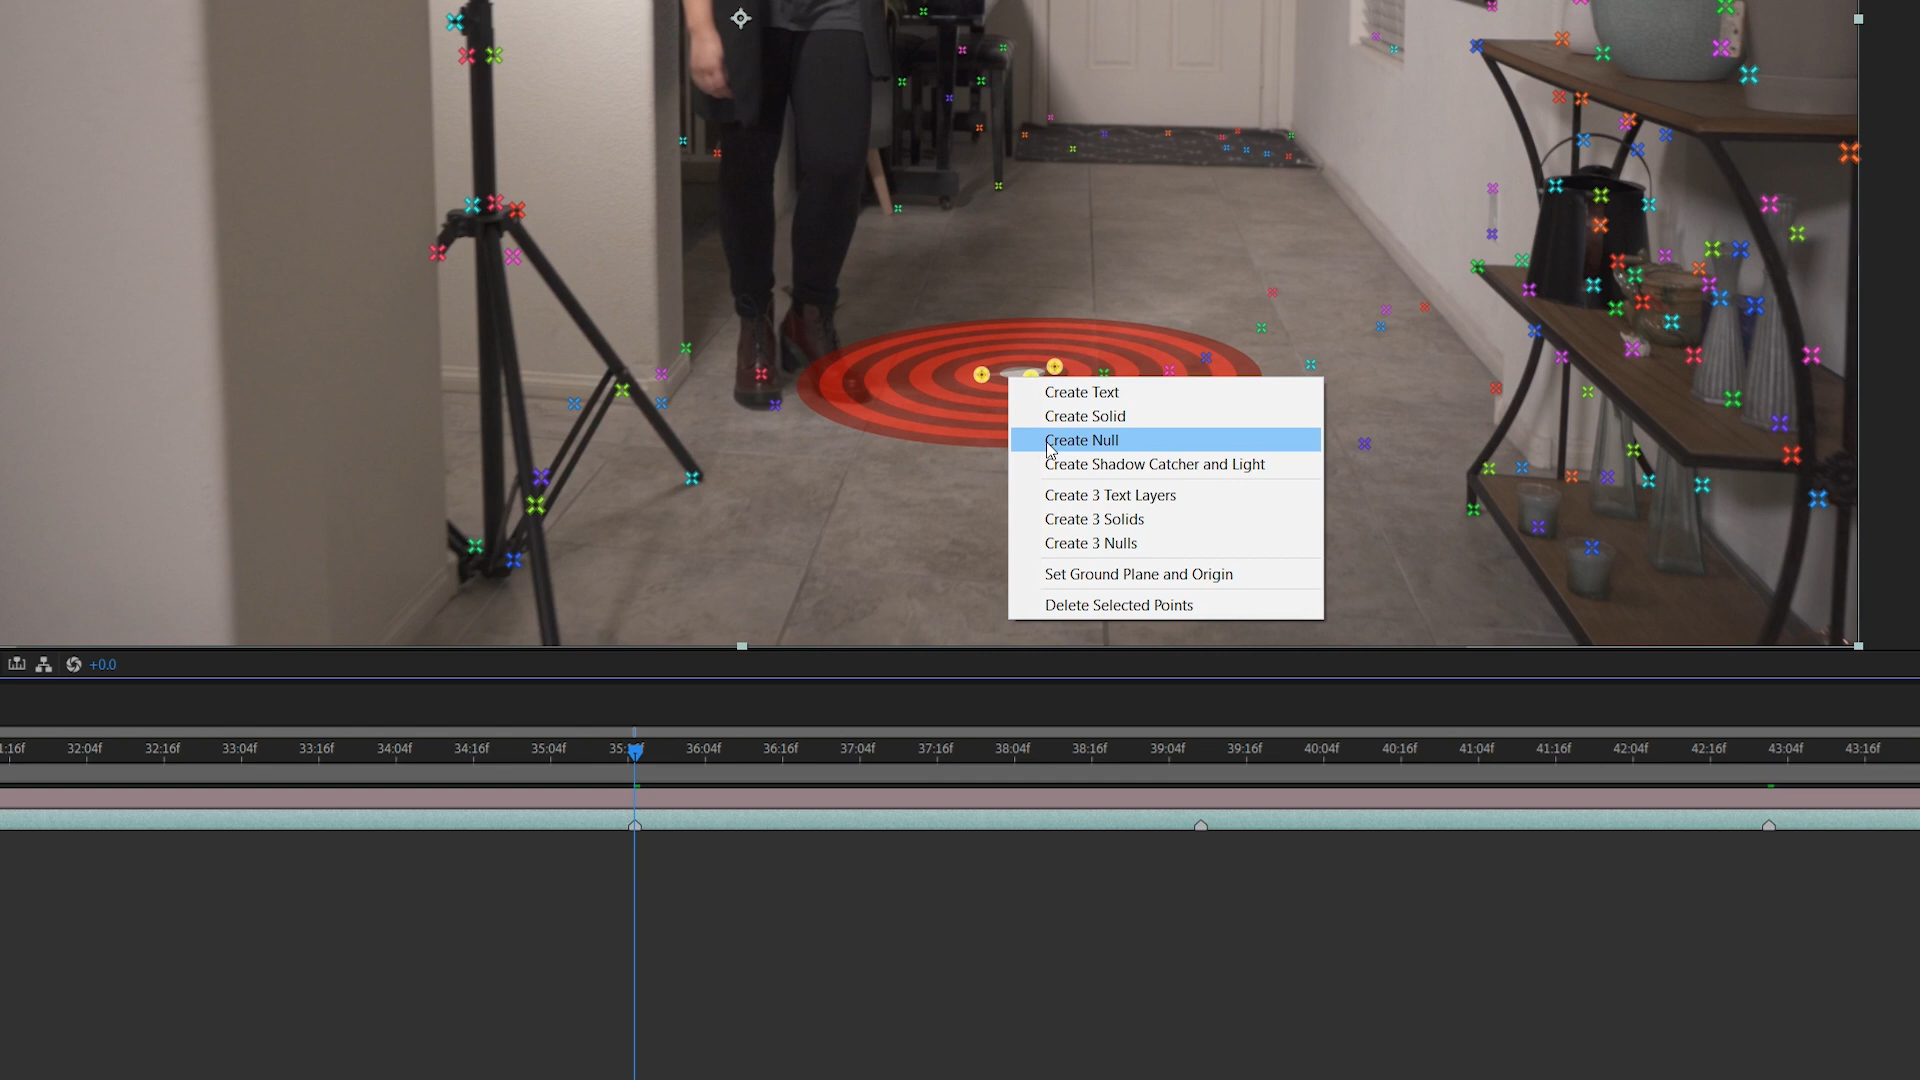 Create Text
Create Solid
Create Null
Create Shadow Catcher and Light
Create 3 Text Layers
Create 3 Solids
Create 3 Nulls
Set Ground Plane and Origin
Delete Selected Points
+0.0
1:16f 32:04f 32:16f 33:04f 33:16f 34:04f 34:16f 35:04f 36:04f 36:16f 37:04f 37:16f 38:04f 38:16f 39:04f 39:16f 40:04f 40:16f 41:04f 41:16f 42:04f 42:16f 43:04f 43:16f